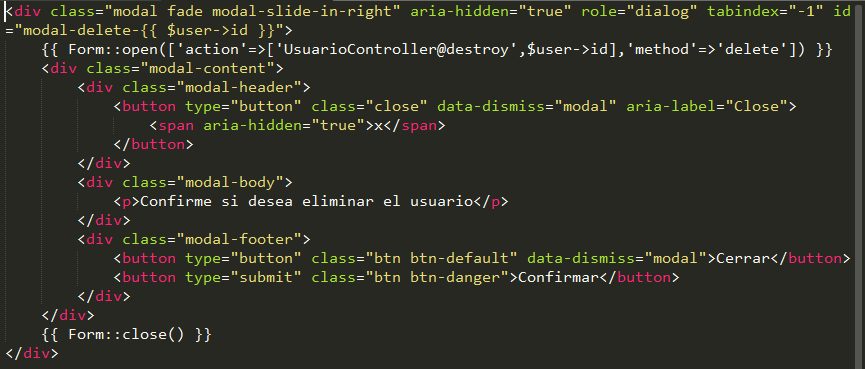 <div class="modal fade modal-slide-in-right" aria-hidden="true" role="dialog" tabindex="-1" id
="modal-delete-{{ $user->id }}">
    {{ Form::open(['action'=>['UsuarioController@destroy',$user->id],'method'=>'delete']) }}
    <div class="modal-content">
        <div class="modal-header">
            <button type="button" class="close" data-dismiss="modal" aria-label="Close">
                <span aria-hidden="true">x</span>
            </button>
        </div>
        <div class="modal-body">
            <p>Confirme si desea eliminar el usuario</p>
        </div>
        <div class="modal-footer">
            <button type="button" class="btn btn-default" data-dismiss="modal">Cerrar</button>
            <button type="submit" class="btn btn-danger">Confirmar</button>
        </div>
    </div>
    {{ Form::close() }}
</div>